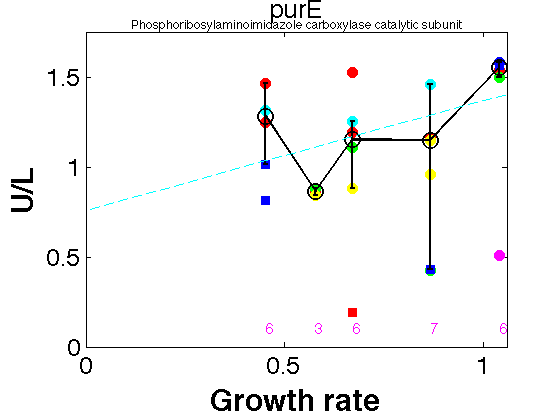 purE
Phosphoribosylaminoimidazole carboxylase catalytic subunit
U/L
1.5
1
0.5
0
6 3 6 7 6
0 0.5 1
Growth rate